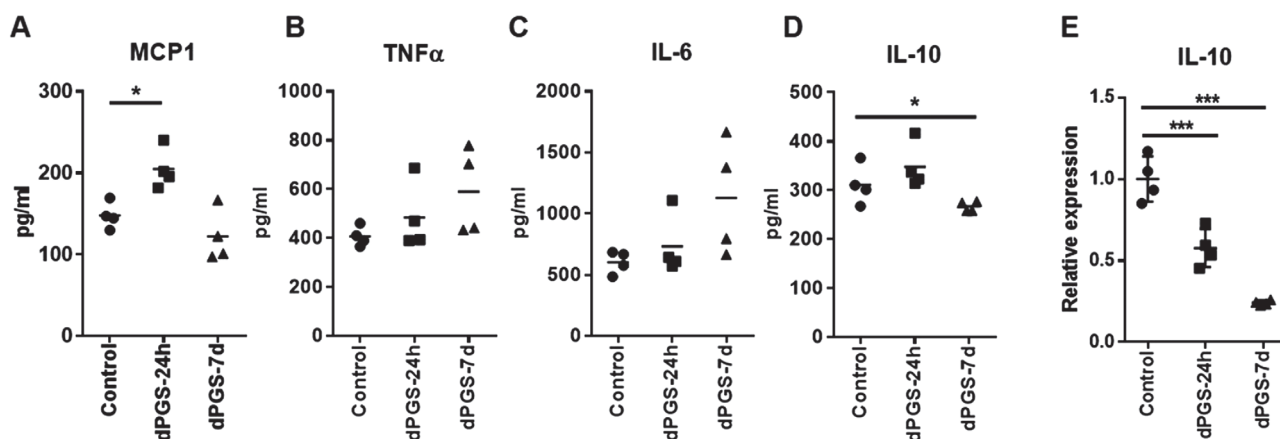 A
MCP1
pg/ml
300
200
100
0
*
Control
dPGS-24h
dPGS-7d
B
TNFα
pg/ml
1000
800
600
400
200
0
Control
dPGS-24h
dPGS-7d
C
IL-6
pg/ml
2000
1500
1000
500
0
Control
dPGS-24h
dPGS-7d
D
IL-10
pg/ml
500
400
300
200
100
0
*
Control
dPGS-24h
dPGS-7d
E
IL-10
Relative expression
1.5
1.0
0.5
0.0
***
***
Control
dPGS-24h
dPGS-7d